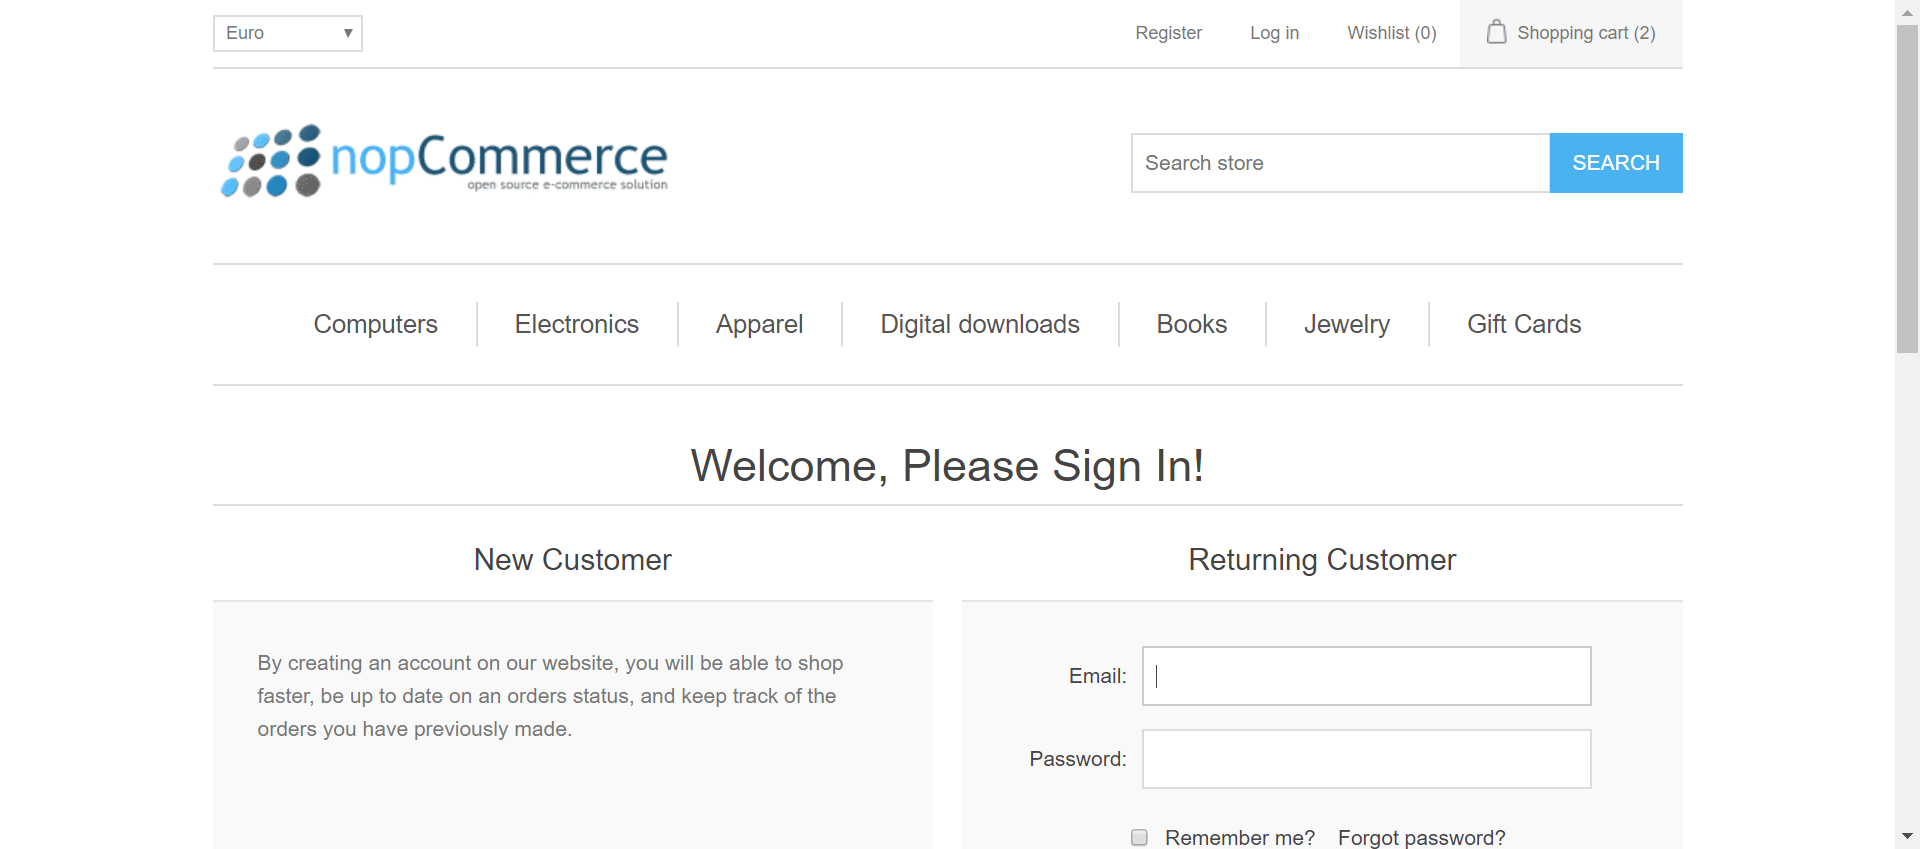 Euro
Register Log in Wishlist (0) Shopping cart (2)
nopCommerce
open source e-commerce solution
Search store SEARCH
Computers Electronics Apparel Digital downloads Books Jewelry Gift Cards
Welcome, Please Sign In!
New Customer
By creating an account on our website, you will be able to shop
faster, be up to date on an orders status, and keep track of the
orders you have previously made.
Returning Customer
Email:
Password:
Remember me? Forgot password?